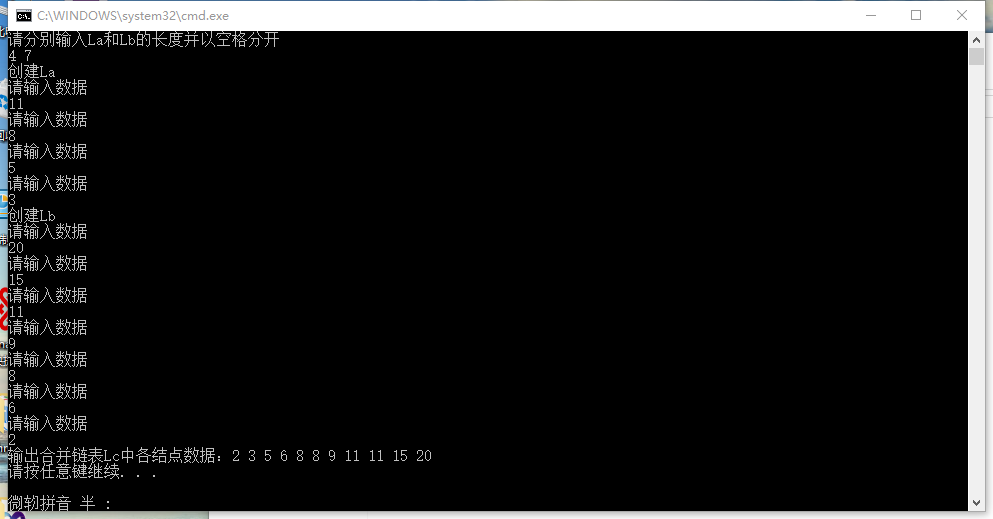 C:\WINDOWS\system32\cmd.exe
请分别输入La和Lb的长度并以空格分开
4 7
创建La
请输入数据
11
请输入数据
8
请输入数据
5
请输入数据
3
创建Lb
请输入数据
20
请输入数据
15
请输入数据
11
请输入数据
9
请输入数据
8
请输入数据
6
请输入数据
2
输出合并链表Lc中各结点数据：2 3 5 6 8 8 9 11 11 15 20
请按任意键继续. . .
微软拼音 半 :